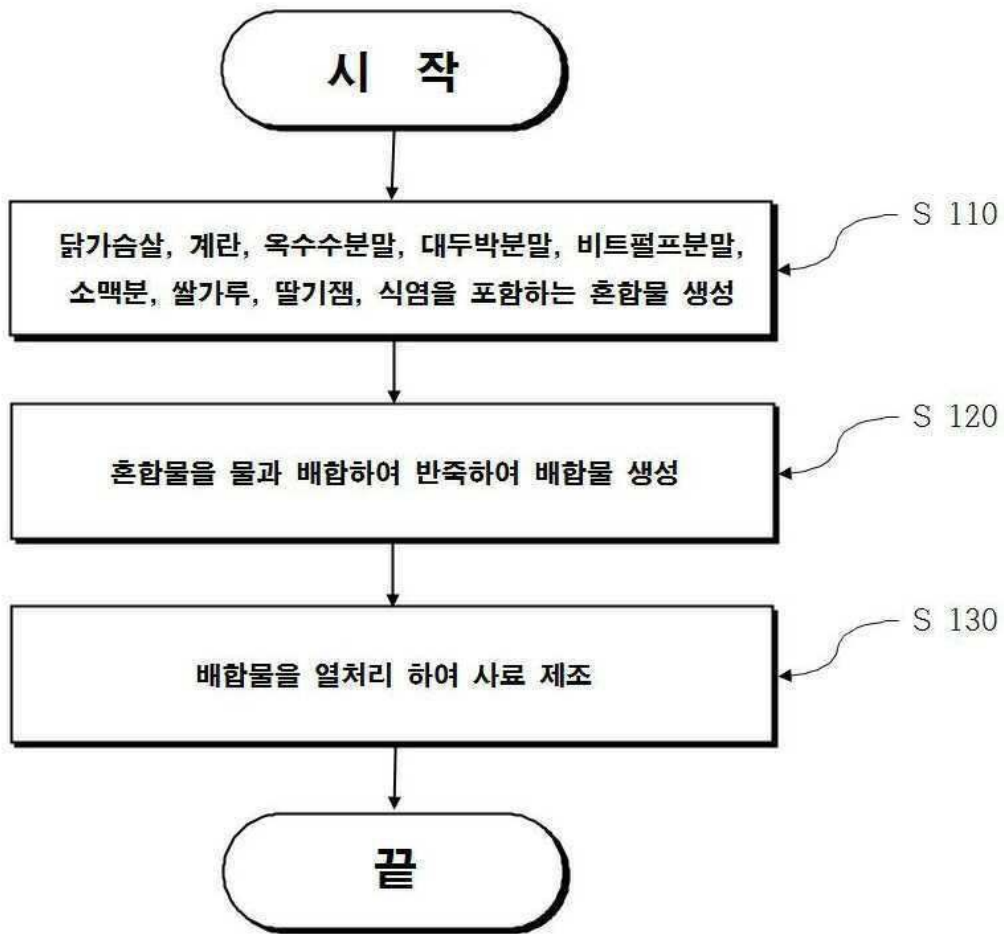 시 작
닭가슴살, 계란, 옥수수분말, 대두박분말, 비트펄프분말,
소맥분, 쌀가루, 딸기잼, 식염을 포함하는 혼합물 생성
S 110
혼합물을 물과 배합하여 반죽하여 배합물 생성
S 120
배합물을 열처리 하여 사료 제조
S 130
끝